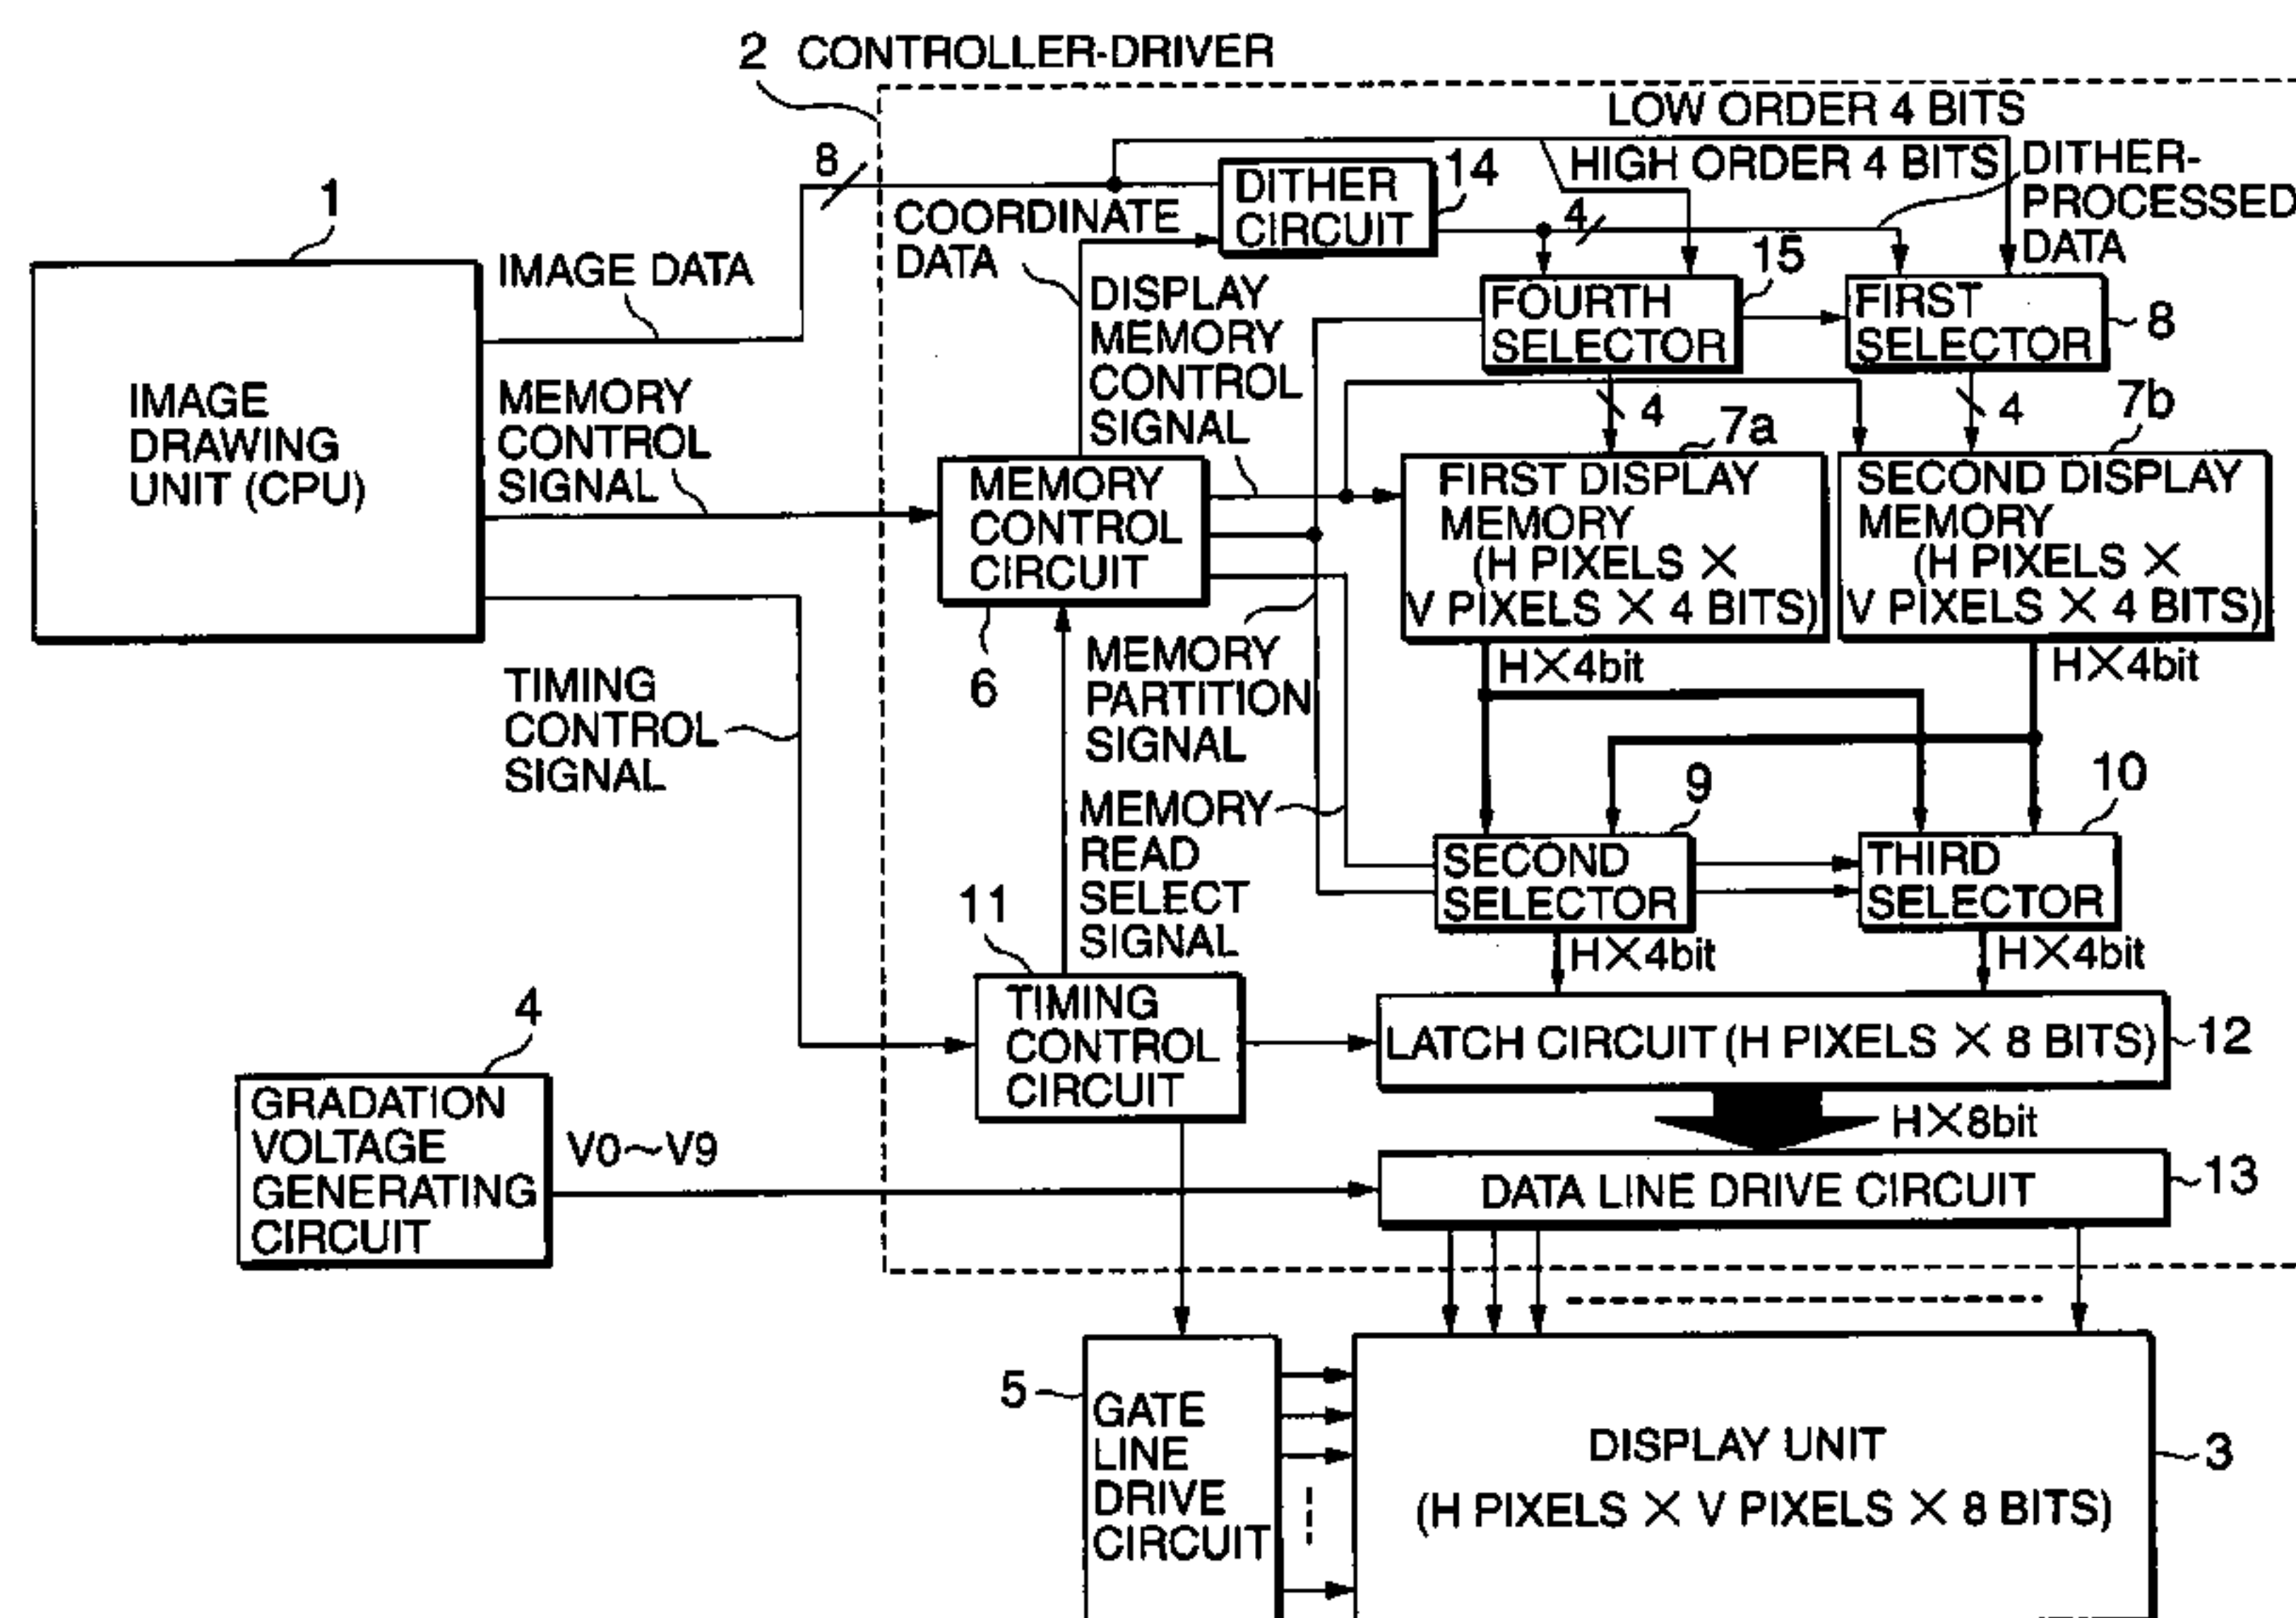 2 CONTROLLER-DRIVER
LOW ORDER 4 BITS
HIGH ORDER 4 BITS
DITHER-
PROCESSED
DATA
8
1
IMAGE DATA
COORDINATE
DATA
DITHER
CIRCUIT
14
4
15
FOURTH
SELECTOR
FIRST
SELECTOR
8
DISPLAY
MEMORY
CONTROL
SIGNAL
4
4
7a
7b
IMAGE
DRAWING
UNIT (CPU)
MEMORY
CONTROL
SIGNAL
MEMORY
CONTROL
CIRCUIT
6
FIRST DISPLAY
MEMORY
(H PIXELS ×
V PIXELS × 4 BITS)
SECOND DISPLAY
MEMORY
(H PIXELS ×
V PIXELS × 4 BITS)
H×4bit
H×4bit
TIMING
CONTROL
SIGNAL
MEMORY
PARTITION
SIGNAL
MEMORY
READ
SELECT
SIGNAL
9
10
SECOND
SELECTOR
THIRD
SELECTOR
H×4bit
H×4bit
11
TIMING
CONTROL
CIRCUIT
LATCH CIRCUIT (H PIXELS × 8 BITS)
12
H×8bit
4
GRADATION
VOLTAGE
GENERATING
CIRCUIT
V0~V9
DATA LINE DRIVE CIRCUIT
13
5
GATE
LINE
DRIVE
CIRCUIT
DISPLAY UNIT
(H PIXELS × V PIXELS × 8 BITS)
3